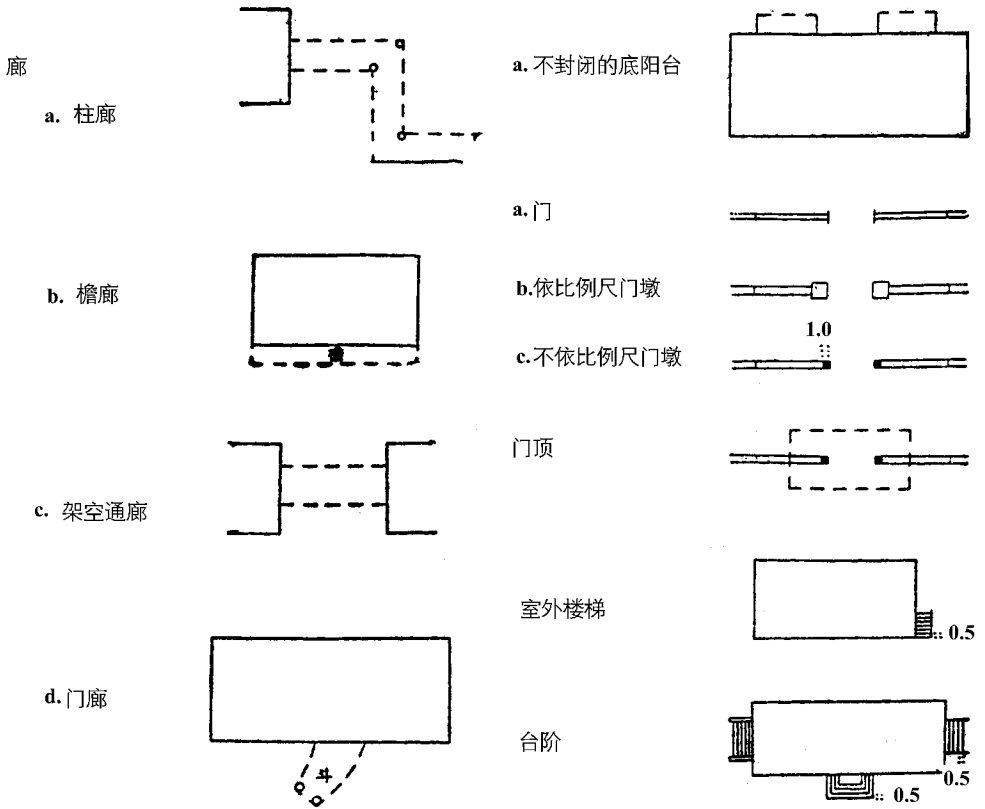 廊
a. 柱廊
b. 檐廊
c. 架空通廊
d. 门廊
斗
a. 不封闭的底阳台
a. 门
b.依比例尺门墩
1.0
c.不依比例尺门墩
门顶
室外楼梯
0.5
台阶
0.5
0.5